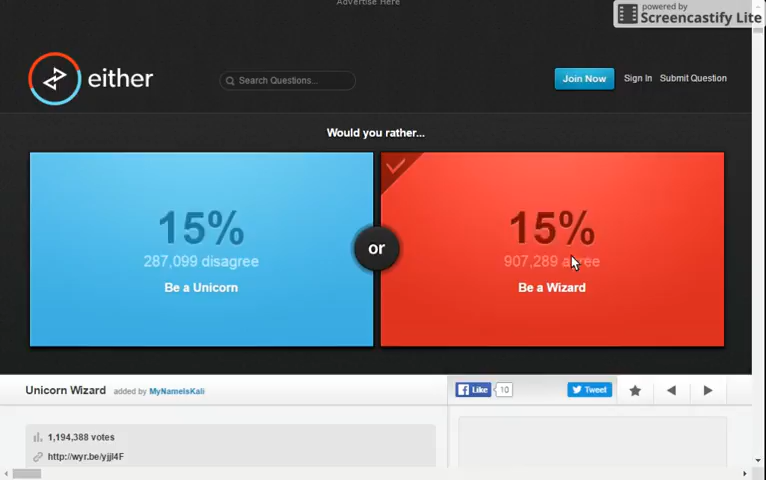 Advertise Here
powered by
Screencastify Lite
either
Search Questions...
Join Now
Sign In
Submit Question
Would you rather...
15%
287,099 disagree
Be a Unicorn
or
15%
907,289 agree
Be a Wizard
Unicorn Wizard
added by MyNameIsKali
Like
10
Tweet
1,194,388 votes
http://wyr.be/yjjI4F